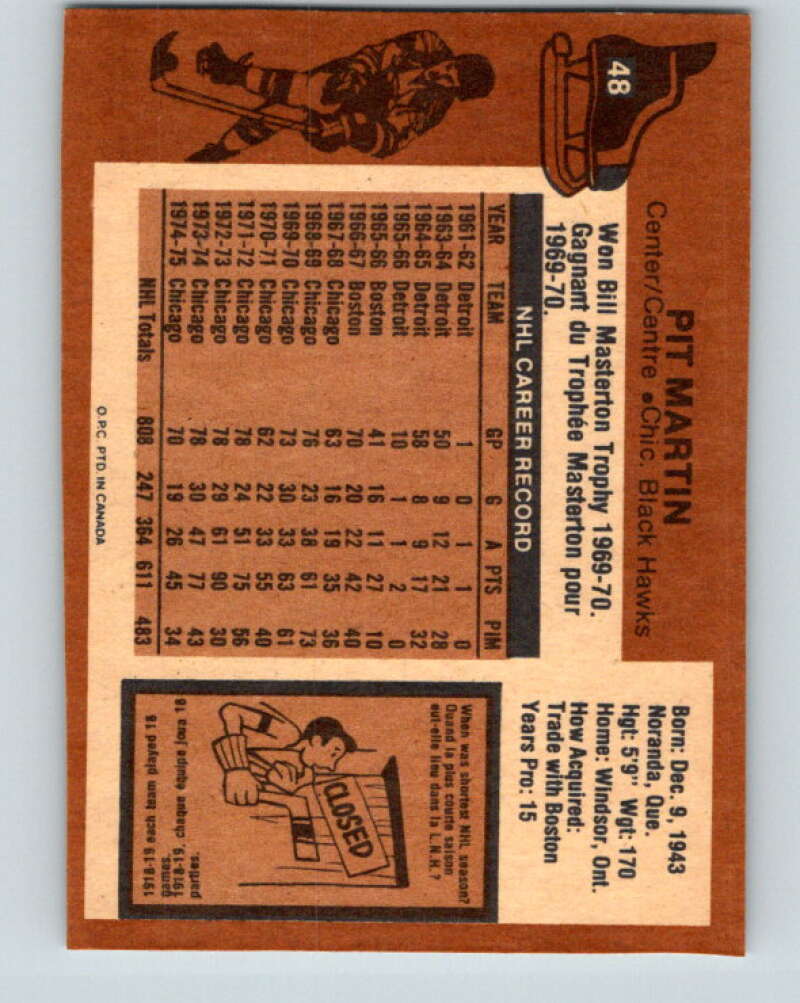 48
PIT MARTIN
Center/Centre • Chic. Black Hawks
Won Bill Masterton Trophy 1969-70.
Gagnant du Trophée Masterton pour
1969-70.
NHL CAREER RECORD
YEAR TEAM GP G A PTS PIM
1961-62 Detroit 1 0 1 1 0
1963-64 Detroit 50 9 12 21 28
1964-65 Detroit 58 8 9 17 32
1965-66 Detroit 10 1 1 2 0
1965-66 Boston 41 16 11 27 10
1966-67 Boston 70 20 22 42 40
1967-68 Chicago 63 16 19 35 36
1968-69 Chicago 76 23 38 61 73
1969-70 Chicago 73 30 33 63 61
1970-71 Chicago 62 22 33 55 40
1971-72 Chicago 78 24 51 75 56
1972-73 Chicago 78 29 61 90 30
1973-74 Chicago 78 30 47 77 43
1974-75 Chicago 70 19 26 45 34
NHL Totals 808 247 364 611 483
O.P.C. PTD. IN CANADA
Born: Dec. 9, 1943
Noranda, Que.
Hgt: 5'9" Wgt: 170
Home: Windsor, Ont.
How Acquired:
Trade with Boston
Years Pro: 15
When was shortest NHL season?
Quand la plus courte saison
eut-elle lieu dans la L.N.H.?
CLOSED
1918-19 each team played 18
games.
1918-19, chaque équipe joua 18
parties.